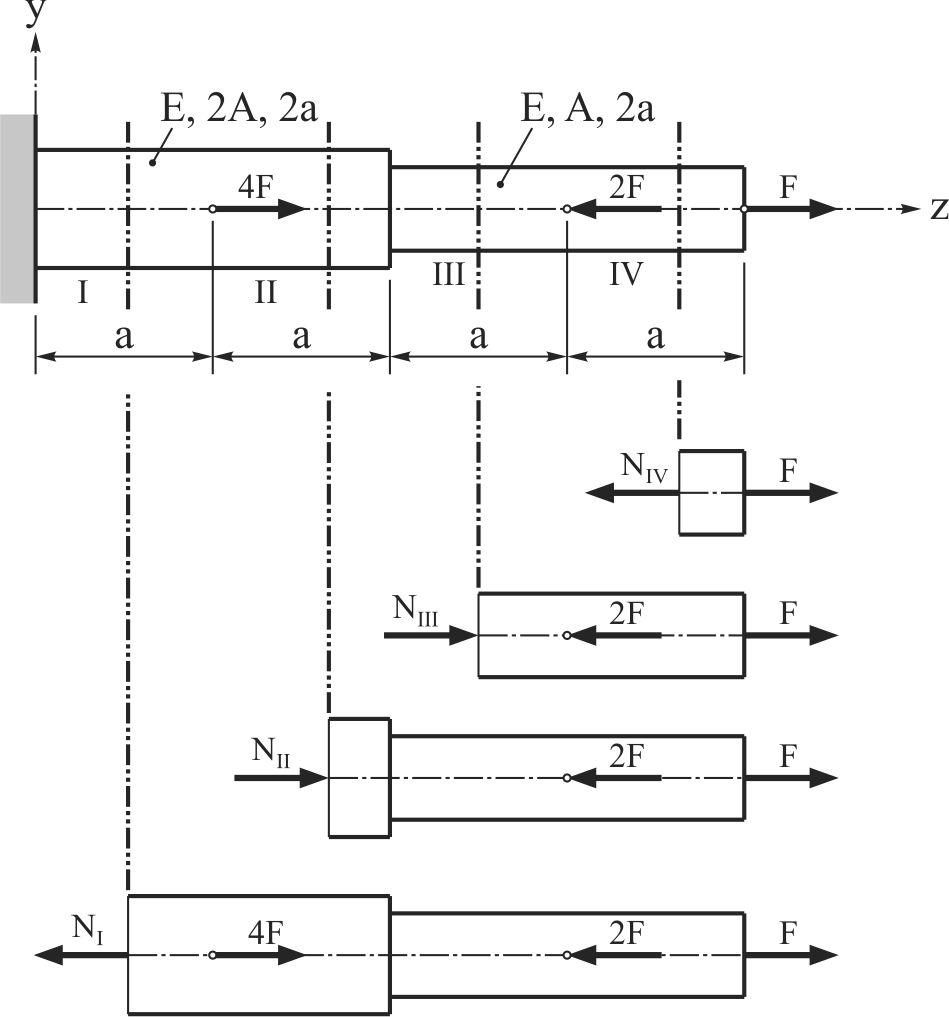 y
E, 2A, 2a E, A, 2a
4F 2F F
z
I II III IV
a a a a
N_IV F
N_III 2F F
N_II 2F F
N_I 4F 2F F